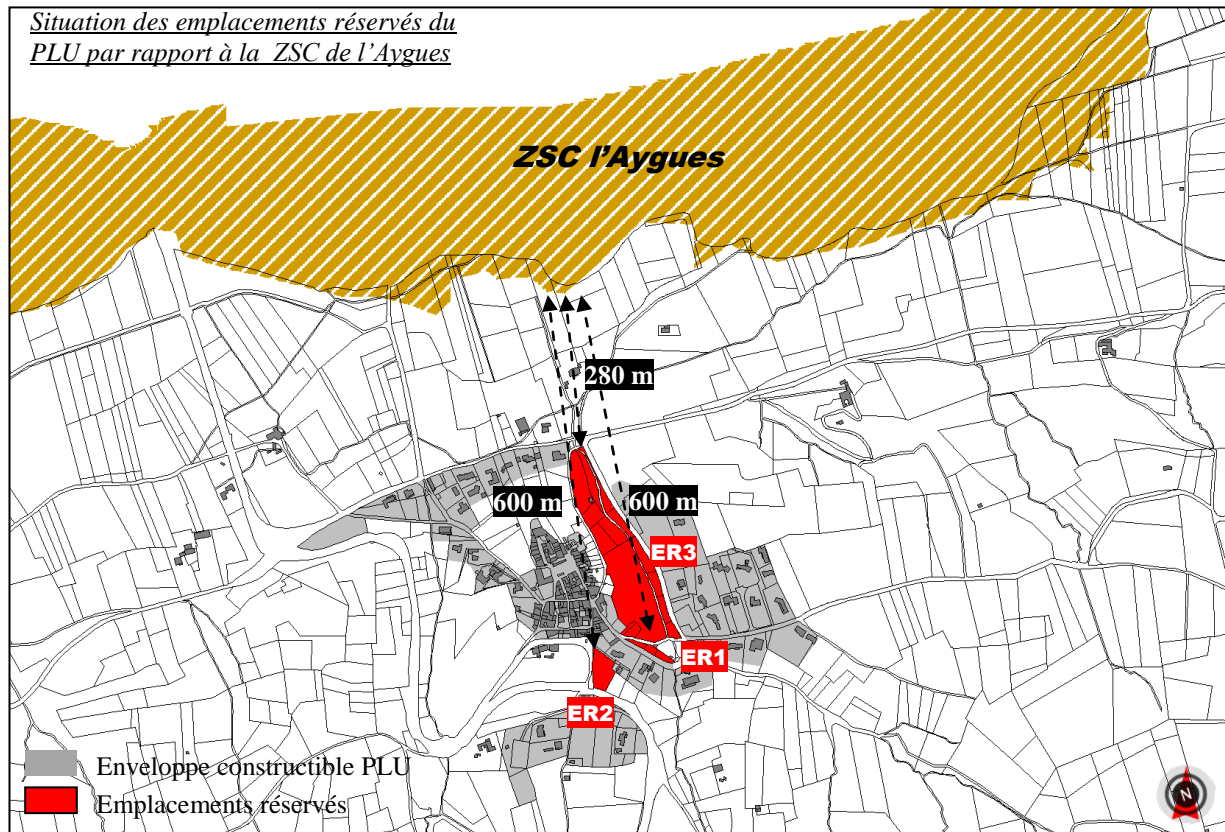 Situation des emplacements réservés du
PLU par rapport à la ZSC de l'Aygues
ZSC l'Aygues
280 m
600 m
600 m
ER3
ER1
ER2
Enveloppe constructible PLU
Emplacements réservés
N